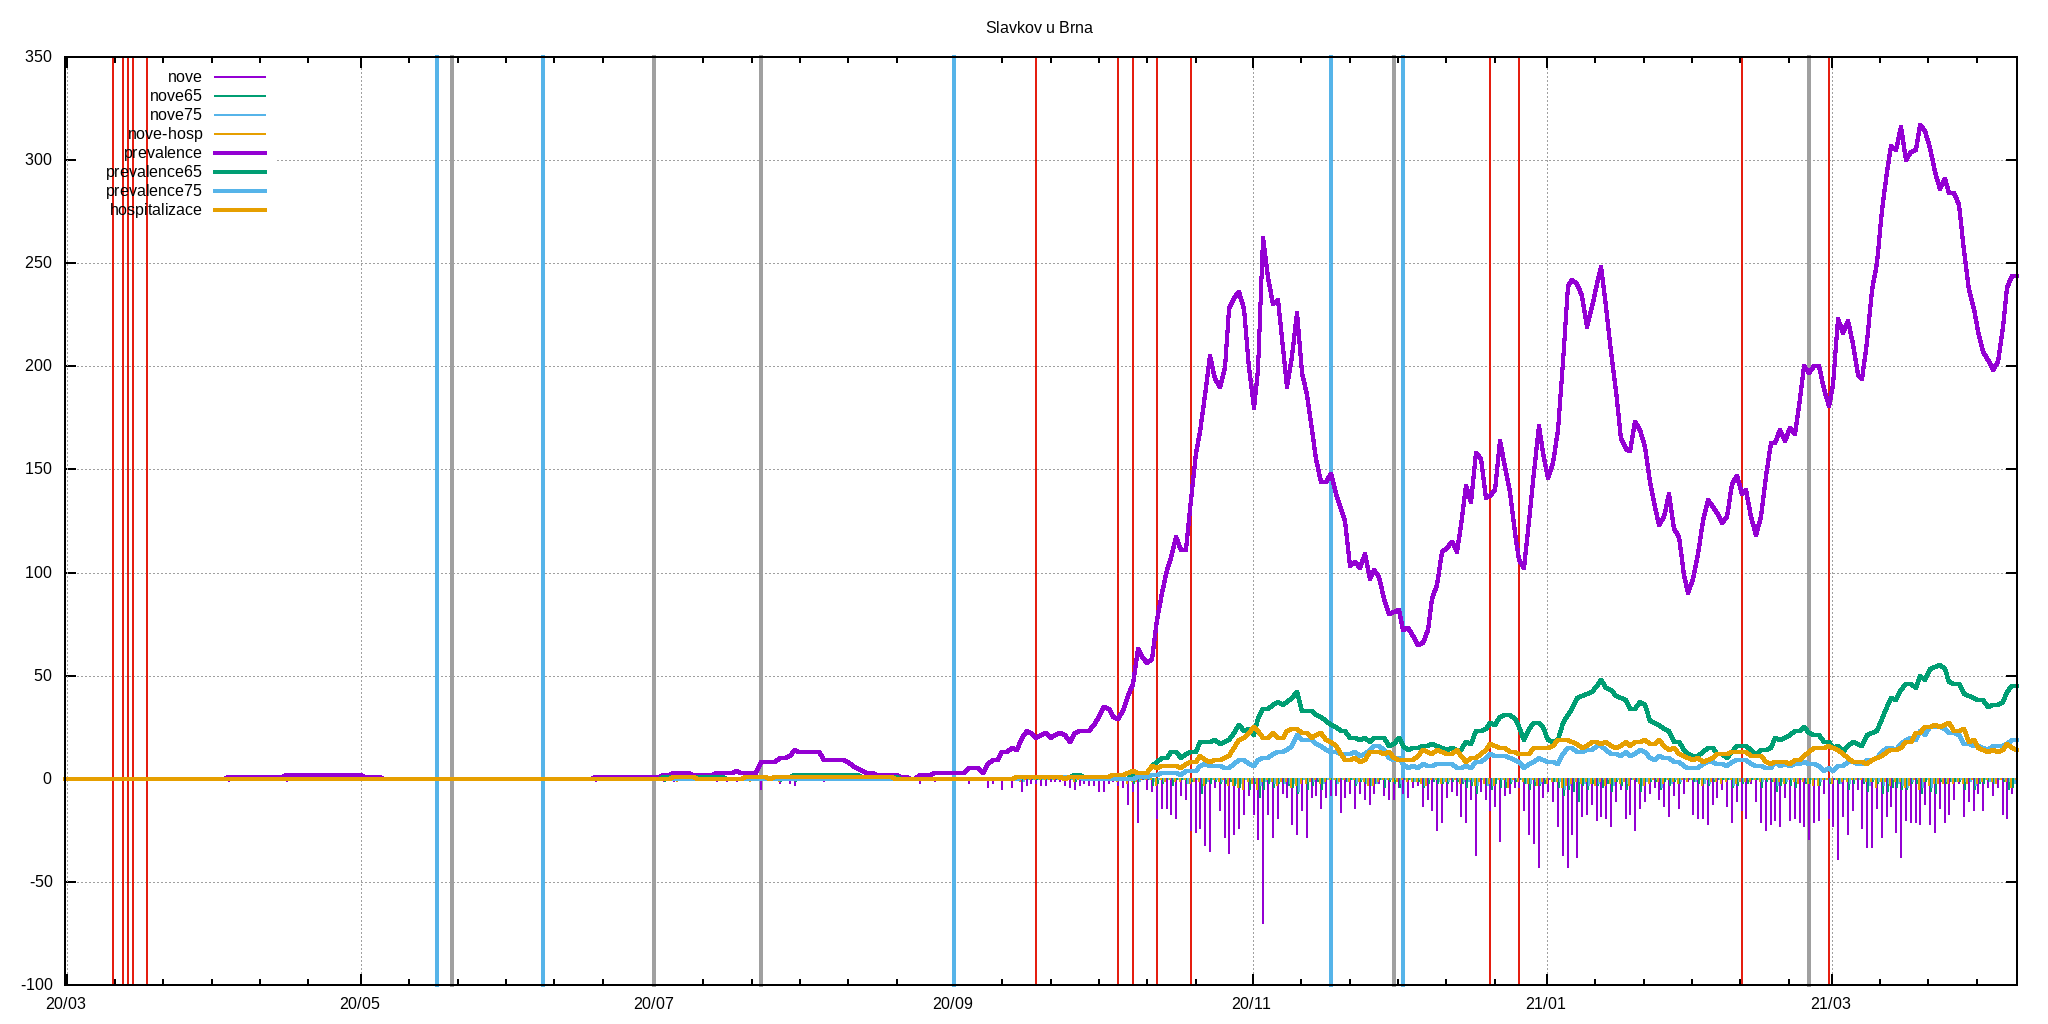 Slavkov u Brna
350
300
250
200
150
100
50
0
-50
-100
nove
nove65
nove75
nove-hosp
prevalence
prevalence65
prevalence75
hospitalizace
20/03 20/05 20/07 20/09 20/11 21/01 21/03